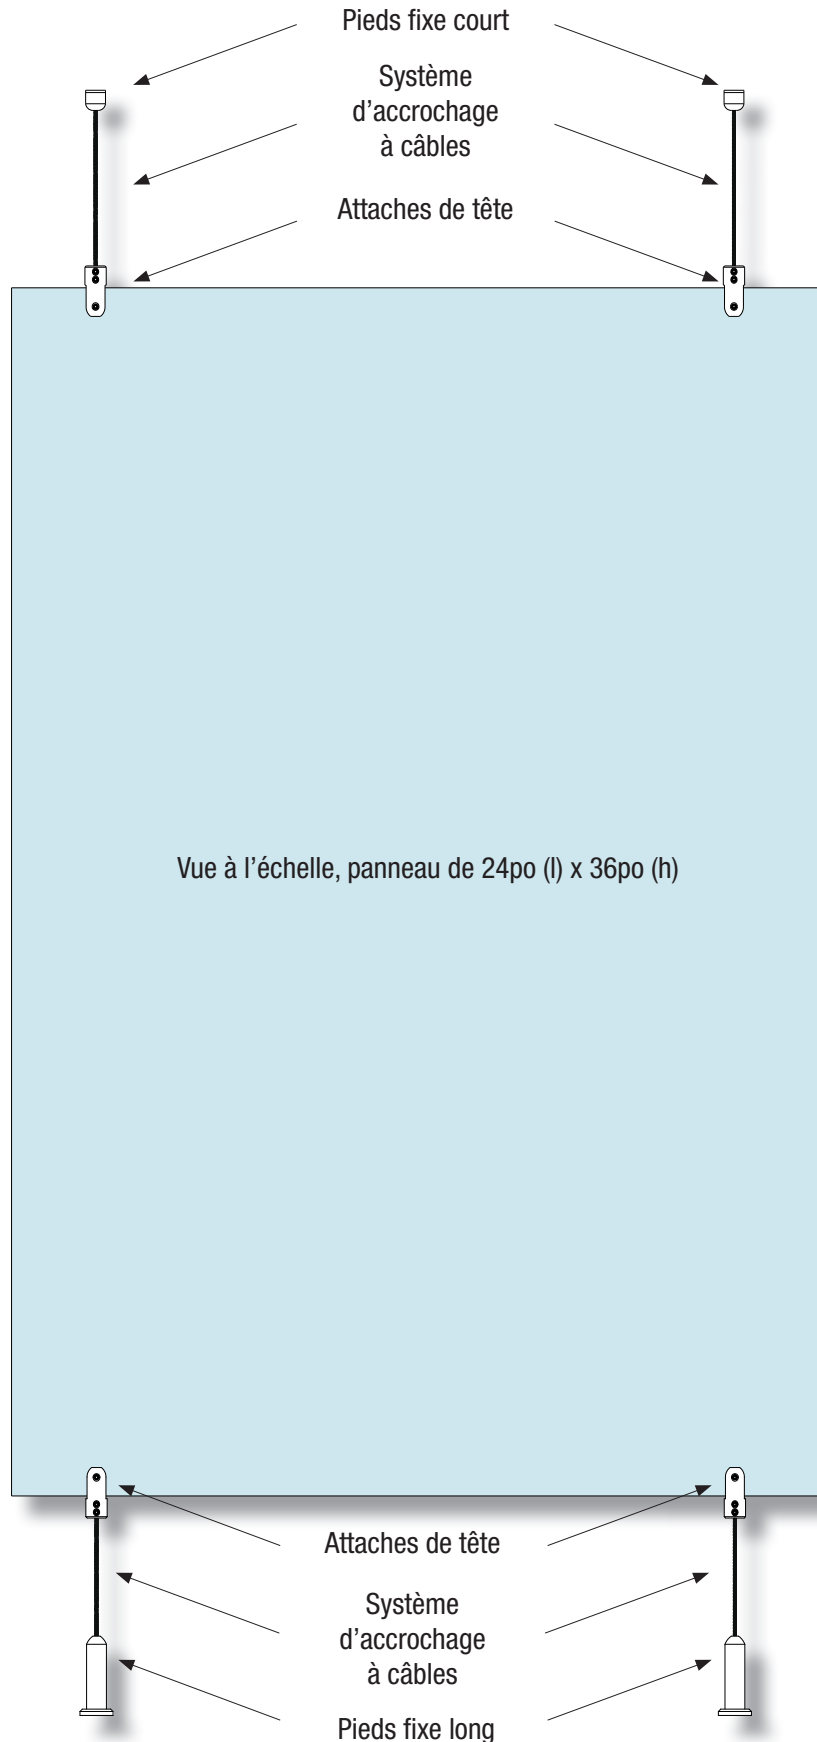 Pieds fixe court
Système
d’accrochage
à câbles
Attaches de tête
Vue à l’échelle, panneau de 24po (l) x 36po (h)
Attaches de tête
Système
d’accrochage
à câbles
Pieds fixe long